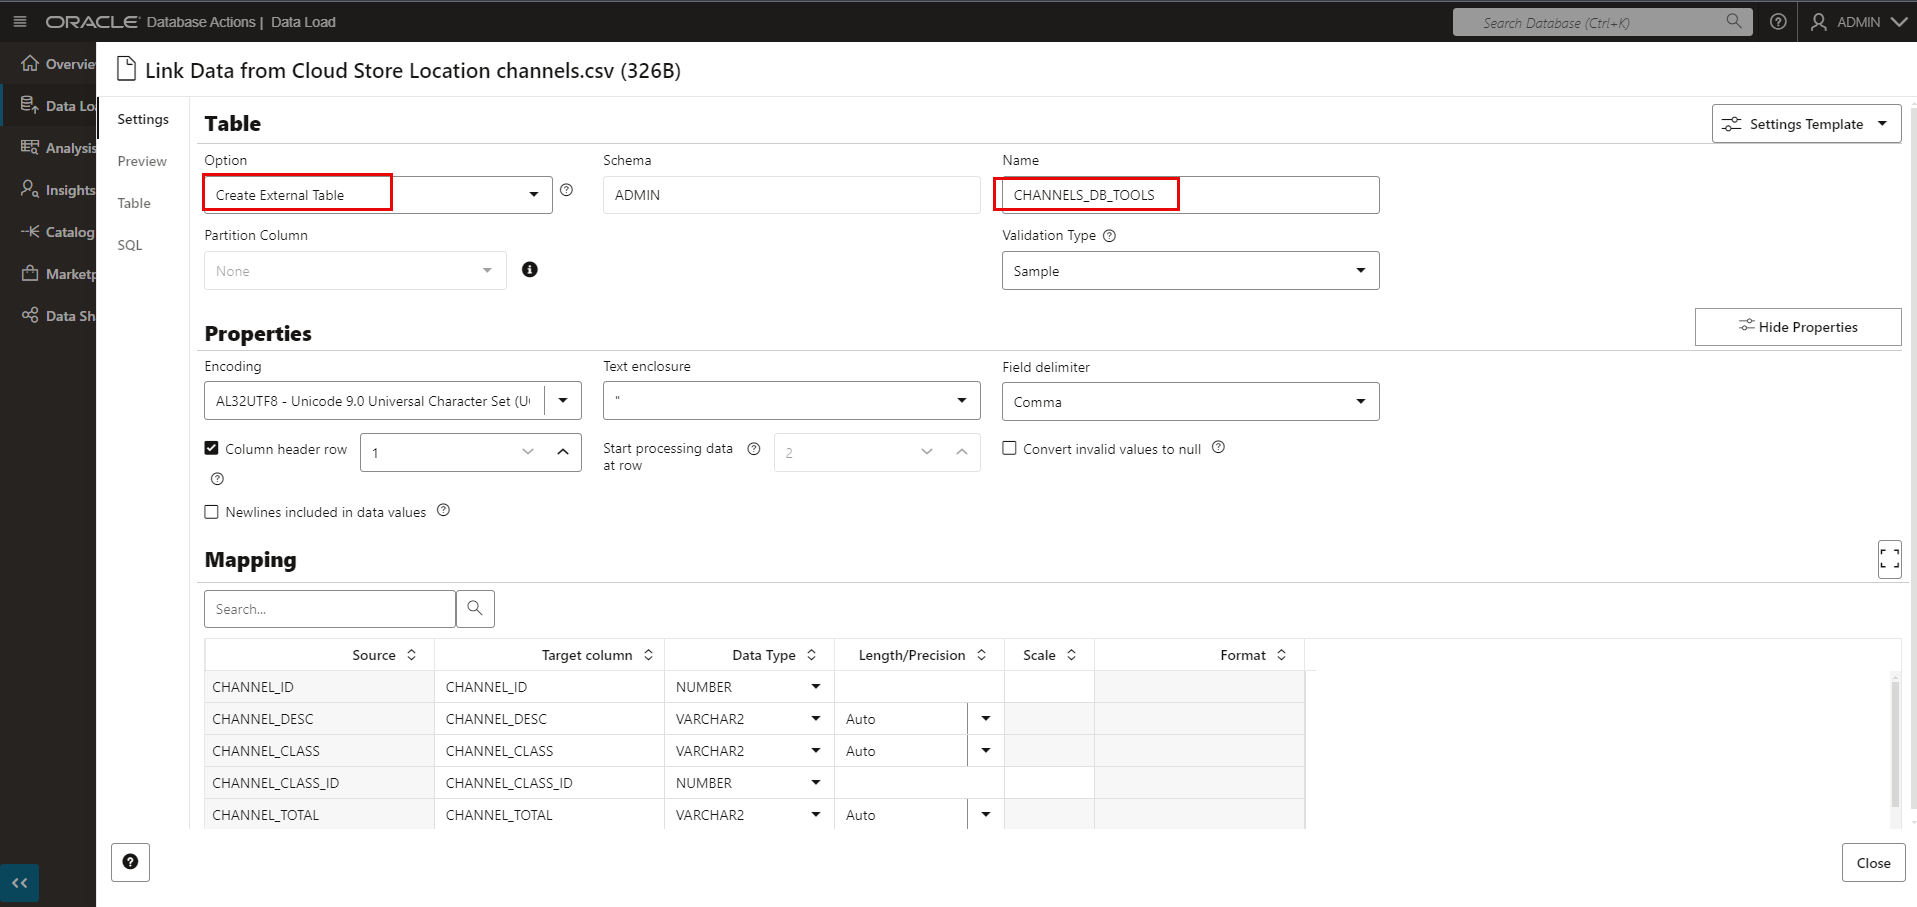 ORACLE Database Actions | Data Load
Search Database (Ctrl+K)
ADMIN
Overvie
Data Lo
Analysis
Insights
Catalog
Marketp
Data Sh
Link Data from Cloud Store Location channels.csv (326B)
Settings
Preview
Table
SQL
Table
Settings Template
Option
Schema
Name
Create External Table
ADMIN
CHANNELS_DB_TOOLS
Partition Column
Validation Type
None
Sample
Properties
Hide Properties
Encoding
Text enclosure
Field delimiter
AL32UTF8 - Unicode 9.0 Universal Character Set (U
"
Comma
Column header row
1
Start processing data
at row
2
Convert invalid values to null
Newlines included in data values
Mapping
Search...
Source Target column Data Type Length/Precision Scale Format
CHANNEL_ID CHANNEL_ID NUMBER
CHANNEL_DESC CHANNEL_DESC VARCHAR2 Auto
CHANNEL_CLASS CHANNEL_CLASS VARCHAR2 Auto
CHANNEL_CLASS_ID CHANNEL_CLASS_ID NUMBER
CHANNEL_TOTAL CHANNEL_TOTAL VARCHAR2 Auto
Close